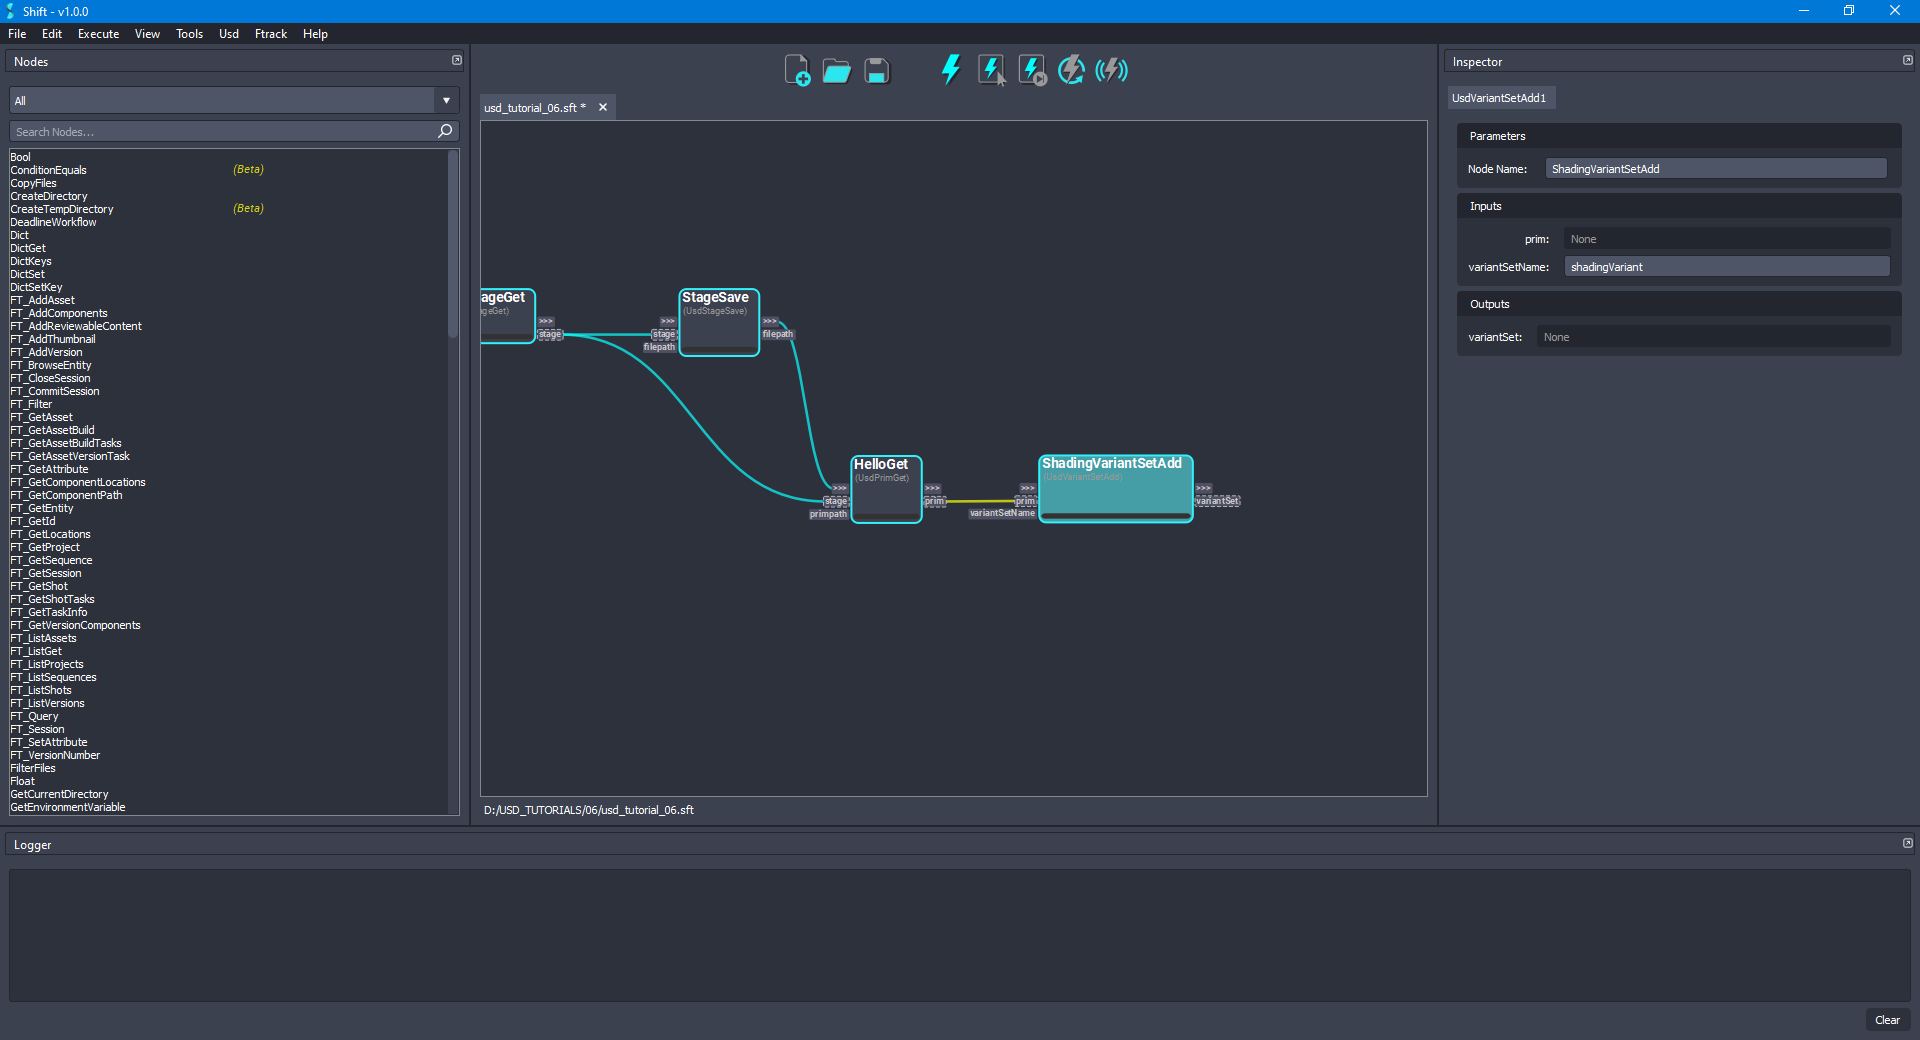 Shift - v1.0.0
File Edit Execute View Tools Usd Ftrack Help
Nodes
All
Search Nodes...
Bool
ConditionEquals (Beta)
CopyFiles
CreateDirectory
CreateTempDirectory (Beta)
DeadlineWorkflow
Dict
DictGet
DictKeys
DictSet
DictSetKey
FT_AddAsset
FT_AddComponents
FT_AddReviewableContent
FT_AddThumbnail
FT_AddVersion
FT_BrowseEntity
FT_CloseSession
FT_CommitSession
FT_Filter
FT_GetAsset
FT_GetAssetBuild
FT_GetAssetBuildTasks
FT_GetAssetVersionTask
FT_GetAttribute
FT_GetComponentLocations
FT_GetComponentPath
FT_GetEntity
FT_GetId
FT_GetLocations
FT_GetProject
FT_GetSequence
FT_GetSession
FT_GetShot
FT_GetShotTasks
FT_GetTaskInfo
FT_GetVersionComponents
FT_ListAssets
FT_ListGet
FT_ListProjects
FT_ListSequences
FT_ListShots
FT_ListVersions
FT_Query
FT_Session
FT_SetAttribute
FT_VersionNumber
FilterFiles
Float
GetCurrentDirectory
GetEnvironmentVariable
usd_tutorial_06.sft *
ageGet
geGet)
>>>
stage
StageSave
(UsdStageSave)
>>> >>>
stage filepath
filepath
HelloGet
(UsdPrimGet)
>>> >>>
stage prim
primpath
ShadingVariantSetAdd
(UsdVariantSetAdd)
>>> >>>
prim variantSet
variantSetName
D:/USD_TUTORIALS/06/usd_tutorial_06.sft
Inspector
UsdVariantSetAdd1
Parameters
Node Name: ShadingVariantSetAdd
Inputs
prim: None
variantSetName: shadingVariant
Outputs
variantSet: None
Logger
Clear